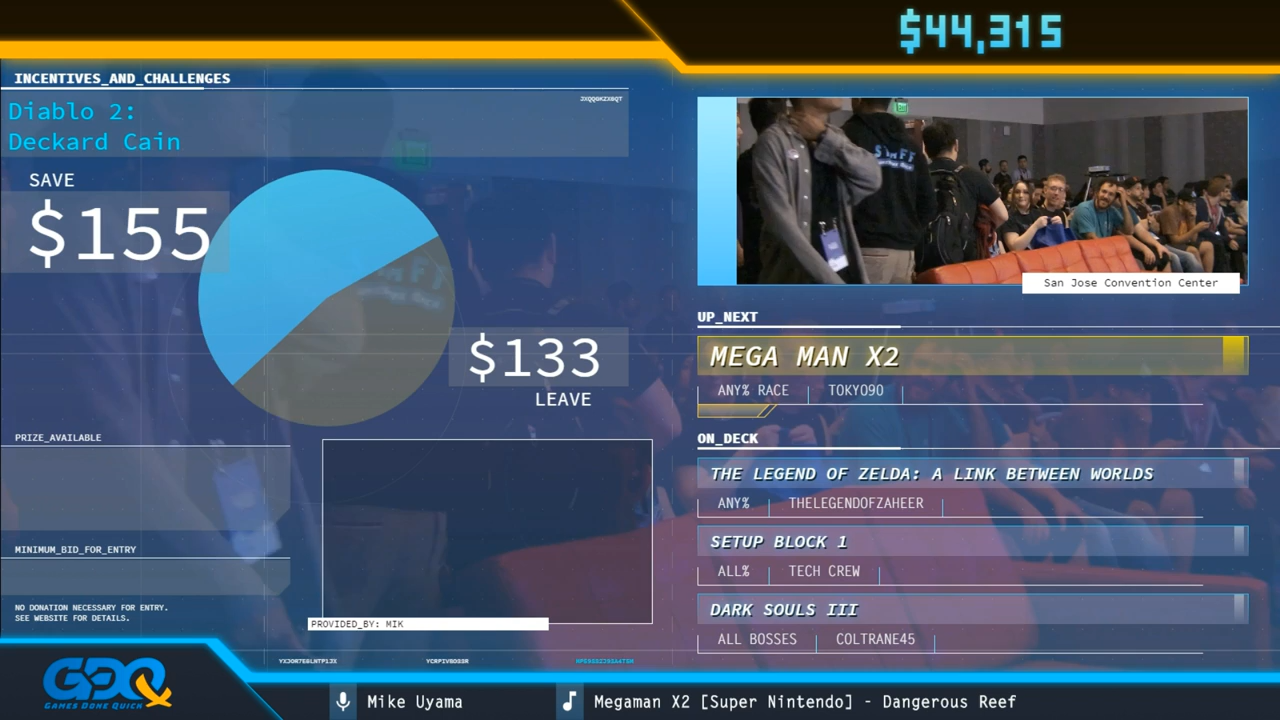 $44,315
INCENTIVES_AND_CHALLENGES
Diablo 2:
Deckard Cain
SAVE
$155
$133
LEAVE
PRIZE_AVAILABLE
MINIMUM_BID_FOR_ENTRY
NO DONATION NECESSARY FOR ENTRY.
SEE WEBSITE FOR DETAILS.
PROVIDED_BY: MIK
STAFF
San Jose Convention Center
UP_NEXT
MEGA MAN X2
ANY% RACE
TOKYO90
ON_DECK
THE LEGEND OF ZELDA: A LINK BETWEEN WORLDS
ANY%
THELEGENDOFZAHEER
SETUP BLOCK 1
ALL%
TECH CREW
DARK SOULS III
ALL BOSSES
COLTRANE45
GDQ
GAMES DONE QUICK
Mike Uyama
Megaman X2 [Super Nintendo] - Dangerous Reef